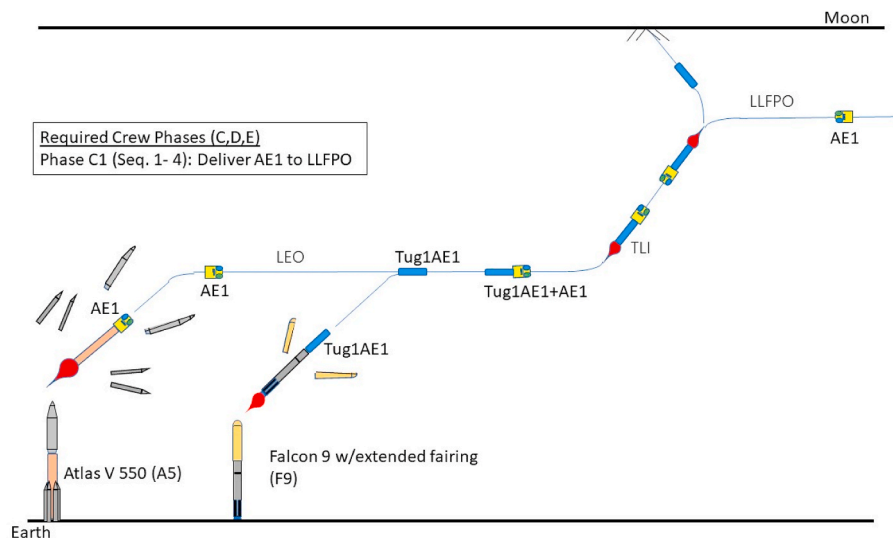 Moon
LLFPO
AE1
Required Crew Phases (C,D,E)
Phase C1 (Seq. 1- 4): Deliver AE1 to LLFPO
TLI
LEO
Tug1AE1
AE1
Tug1AE1+AE1
AE1
Tug1AE1
Atlas V 550 (A5)
Falcon 9 w/extended fairing
(F9)
Earth